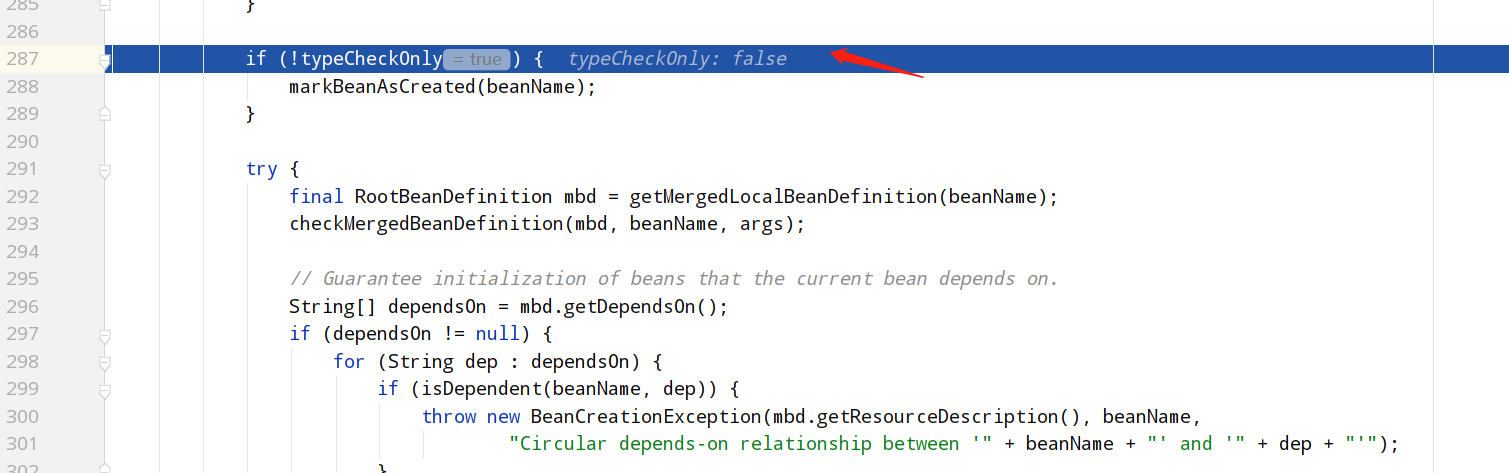 285 }
286
287 if (!typeCheckOnly = true ) { typeCheckOnly: false
288 markBeanAsCreated(beanName);
289 }
290
291 try {
292 final RootBeanDefinition mbd = getMergedLocalBeanDefinition(beanName);
293 checkMergedBeanDefinition(mbd, beanName, args);
294
295 // Guarantee initialization of beans that the current bean depends on.
296 String[] dependsOn = mbd.getDependsOn();
297 if (dependsOn != null) {
298 for (String dep : dependsOn) {
299 if (isDependent(beanName, dep)) {
300 throw new BeanCreationException(mbd.getResourceDescription(), beanName,
301 "Circular depends-on relationship between '" + beanName + "' and '" + dep + "'");
302 }